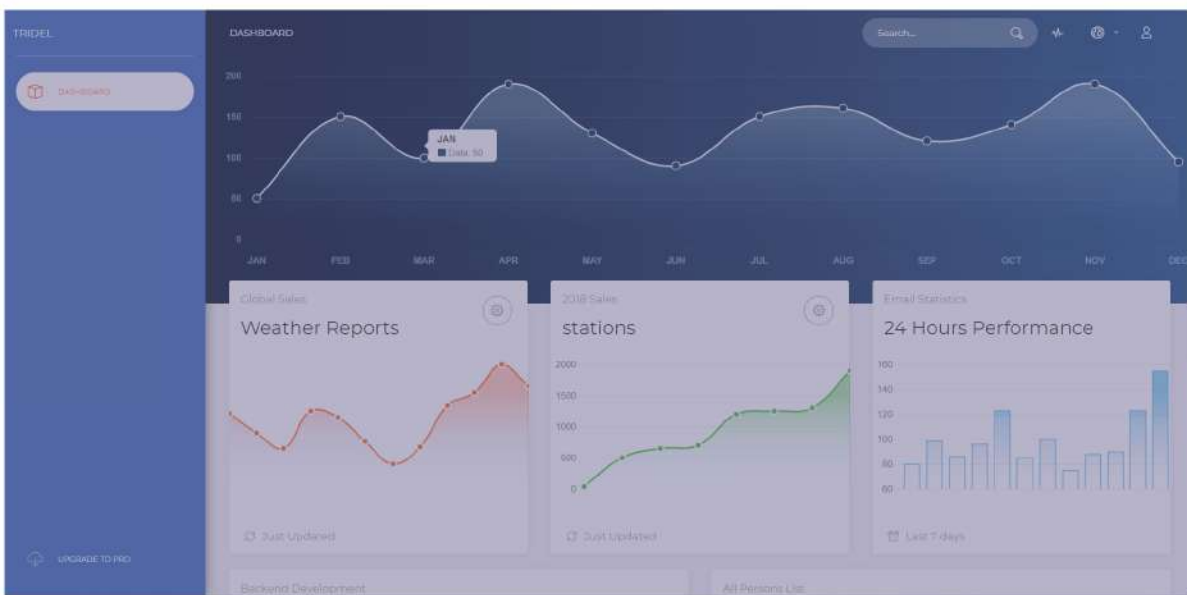 TRIDEL
DASHBOARD
UPGRADE TO PRO
DASHBOARD
Search...
200
150
100
50
0
JAN
Data: 50
JAN FEB MAR APR MAY JUN JUL AUG SEP OCT NOV DEC
Global Sales
Weather Reports
Just Updated
2018 Sales
stations
2000
1500
1000
500
0
Just Updated
Email Statistics
24 Hours Performance
160
140
120
100
80
60
Last 7 days
Backend Development
All Persons List